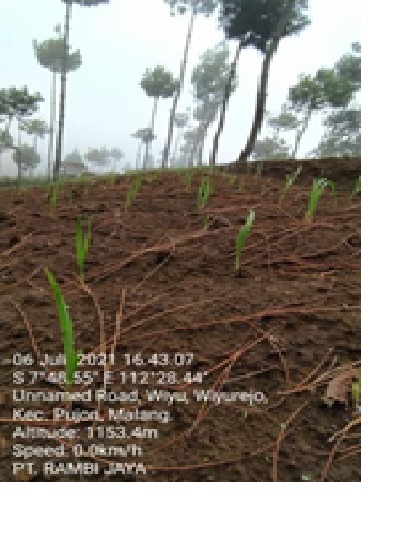 06 Juli 2021 16.43.07
S 7°48.55" E 112°28.44"
Unnamed Road, Wiyu, Wiyurejo,
Kec. Pujon, Malang.
Altitude: 1153.4m
Speed: 0.0km/h
PT. RAMBI JAYA